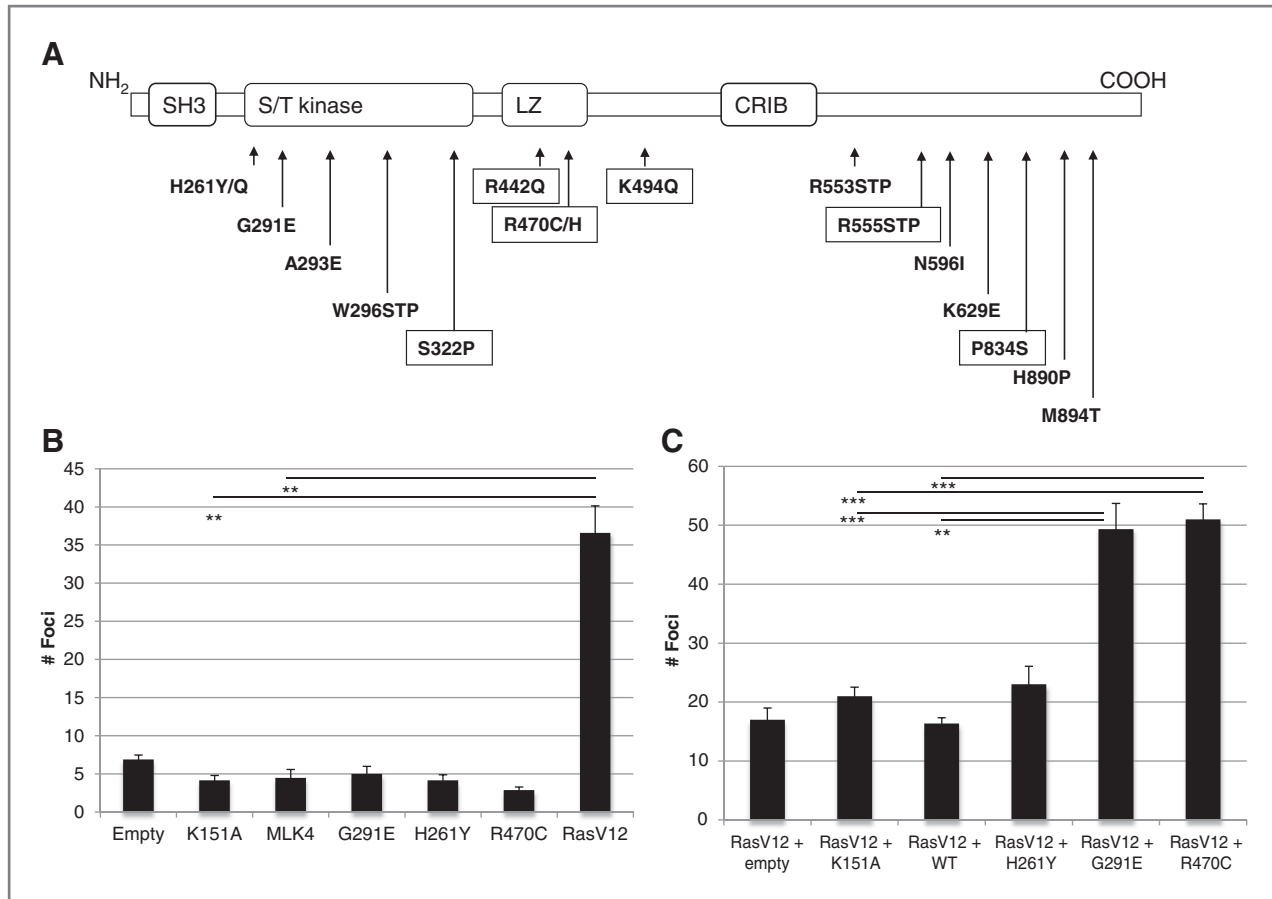 A
NH2
COOH
SH3
S/T kinase
LZ
CRIB
H261Y/Q
G291E
A293E
W296STP
S322P
R442Q
R470C/H
K494Q
R553STP
R555STP
N596I
K629E
P834S
H890P
M894T
B
# Foci
45
40
35
30
25
20
15
10
5
0
**
**
Empty
K151A
MLK4
G291E
H261Y
R470C
RasV12
C
# Foci
60
50
40
30
20
10
0
***
***
***
**
RasV12 +
empty
RasV12 +
K151A
RasV12 +
WT
RasV12 +
H261Y
RasV12 +
G291E
RasV12 +
R470C